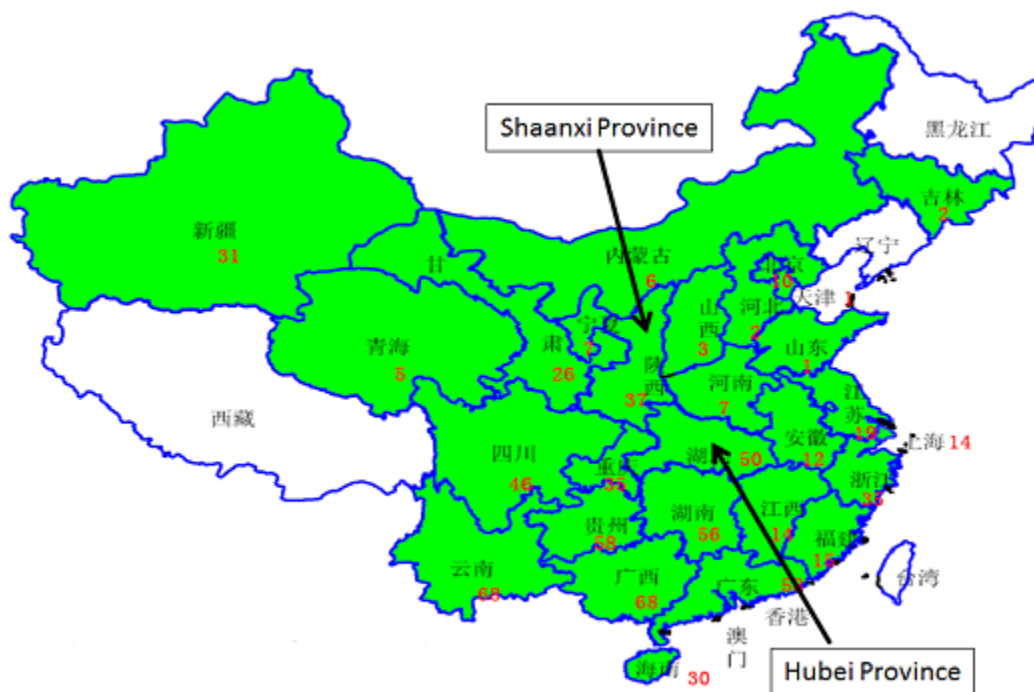 Shaanxi Province
黑龙江
吉林
2
辽宁
新疆
31
甘
内蒙古
6
北京
10
天津 1
宁夏
7
山
西
3
河北
2
肃
26
青海
5
陕
西
37
山东
1
河南
7
江
苏
19
西藏
四川
46
重庆
湖
50
安徽
12
上海 14
浙江
35
贵州
58
湖南
56
江西
14
福建
15
云南
68
广西
68
广东
台湾
香港
澳
门
海南
30
Hubei Province